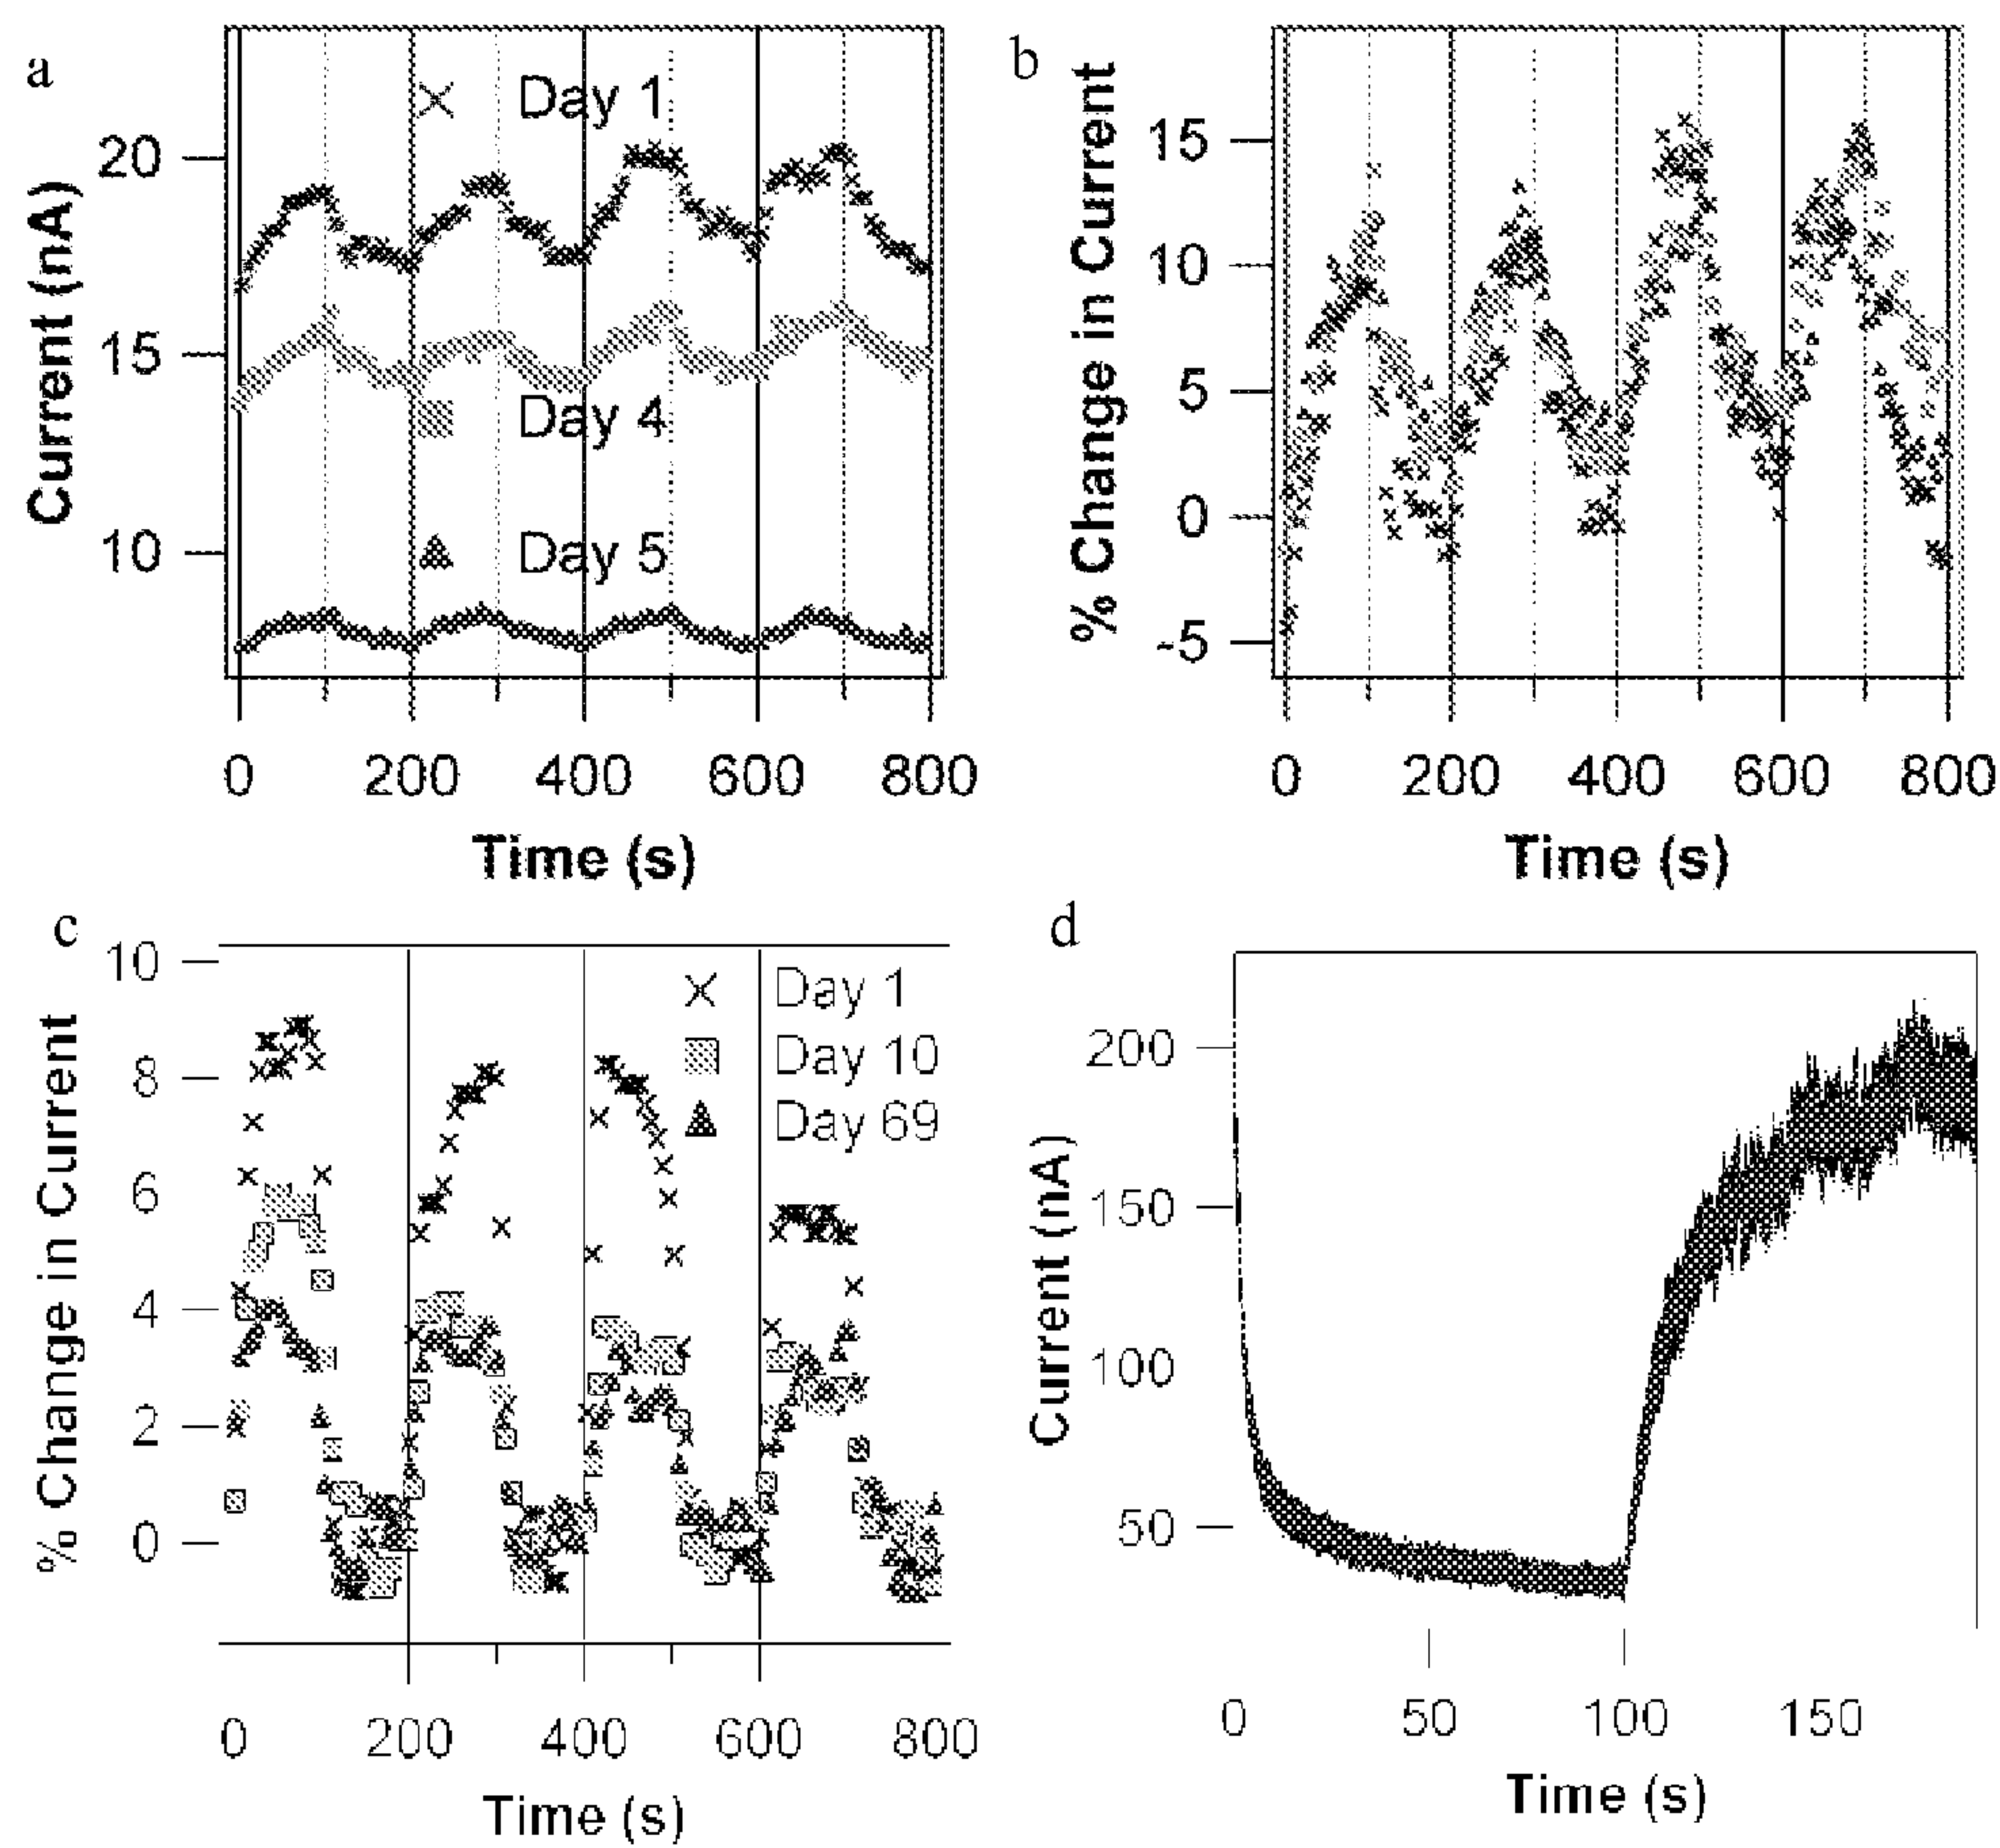 a
Current (nA)
20
15
10
Day 1
Day 4
Day 5
0 200 400 600 800
Time (s)
b
% Change in Current
15
10
5
0
-5
0 200 400 600 800
Time (s)
c
% Change in Current
10
8
6
4
2
0
Day 1
Day 10
Day 69
0 200 400 600 800
Time (s)
d
Current (nA)
200
150
100
50
0 50 100 150
Time (s)